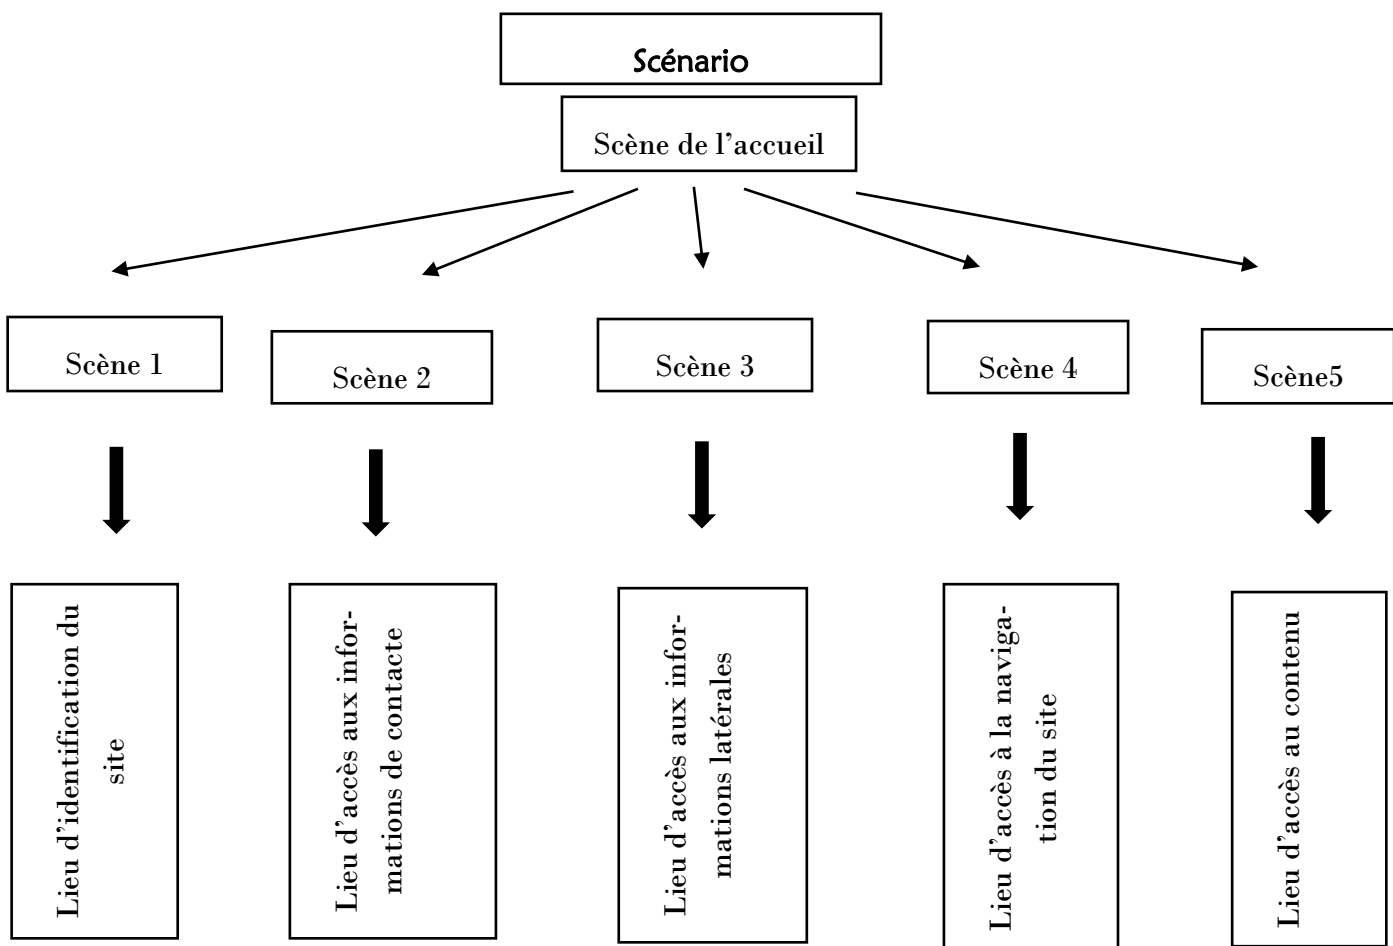 Scénario
Scène de l’accueil
Scène 1
Scène 2
Scène 3
Scène 4
Scène5
Lieu d’identification du
site
Lieu d’accès aux infor-
mations de contacte
Lieu d’accès aux infor-
mations latérales
Lieu d’accès à la naviga-
tion du site
Lieu d’accès au contenu